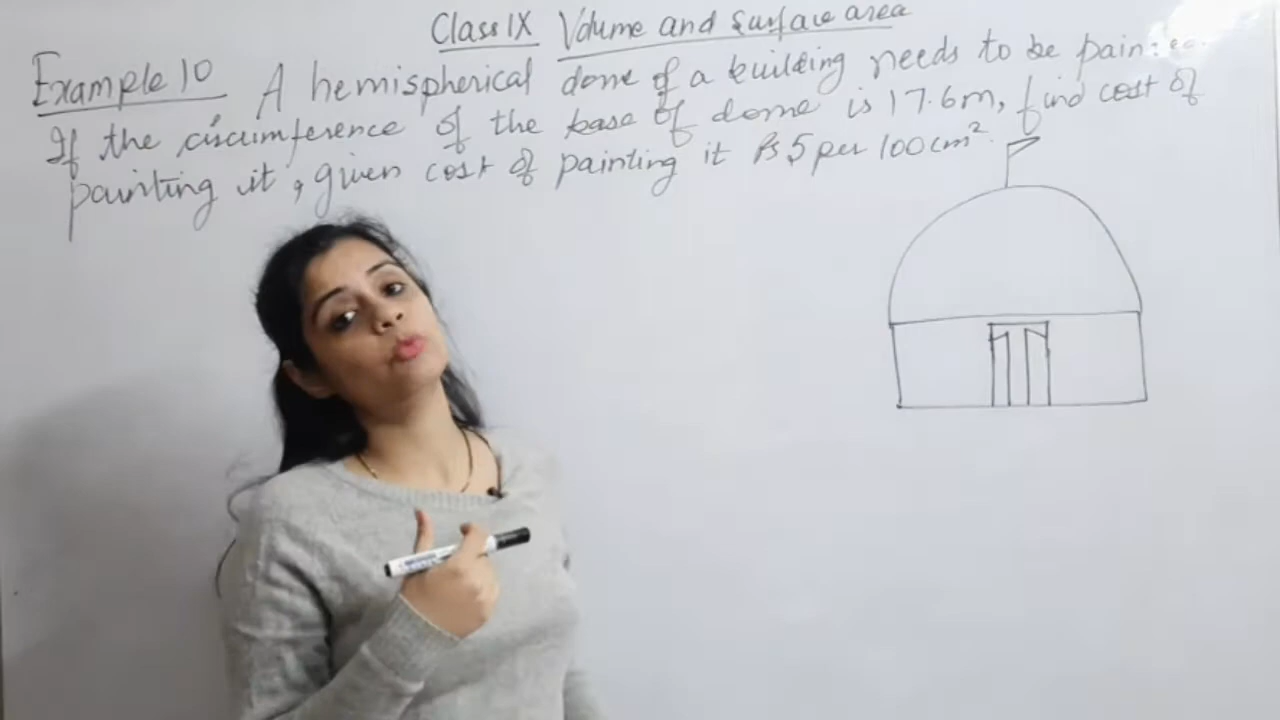 Class IX Volume and surface area
Example 10 A hemispherical dome of a building needs to be painted.
If the circumference of the base of dome is 17.6m, find cost of
painting it, given cost of painting it Rs 5 per 100 cm².